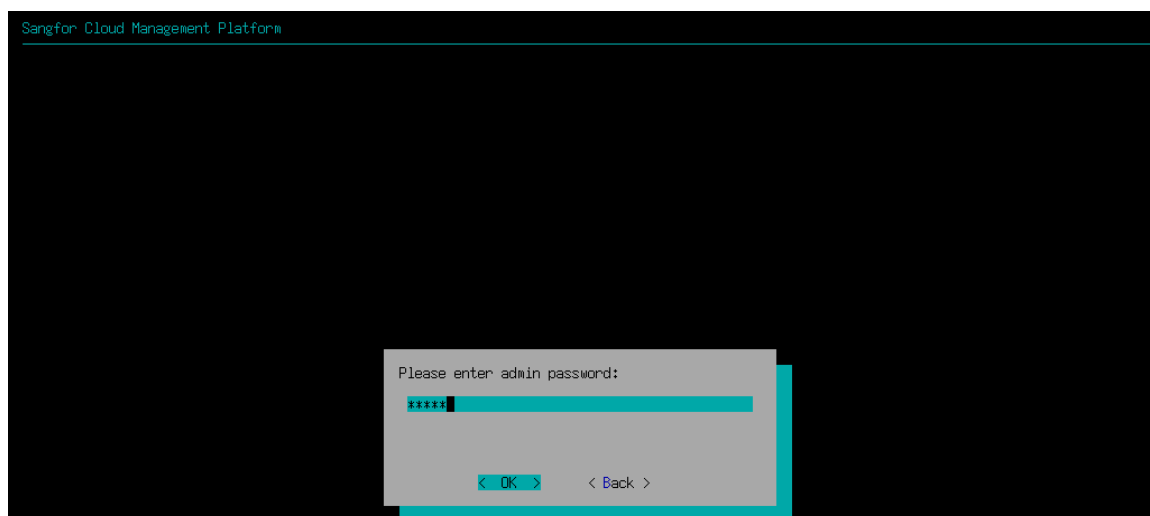 Sangfor Cloud Management Platform
Please enter admin password:
*****
< OK > < Back >